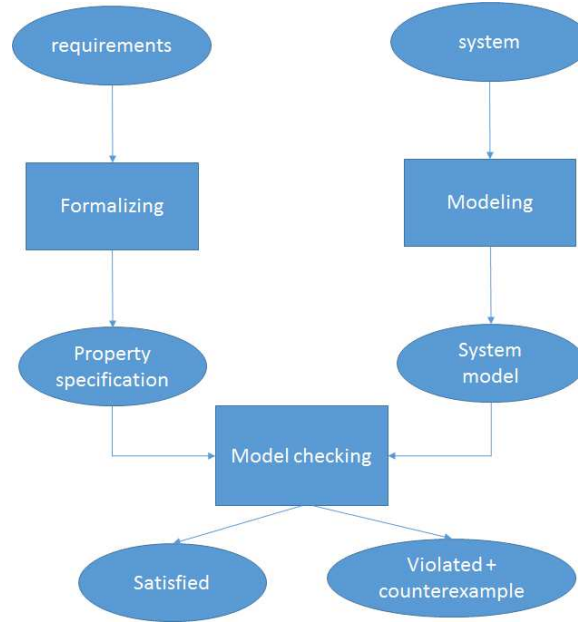 requirements
system
Formalizing
Modeling
Property
specification
System
model
Model checking
Satisfied
Violated +
counterexample